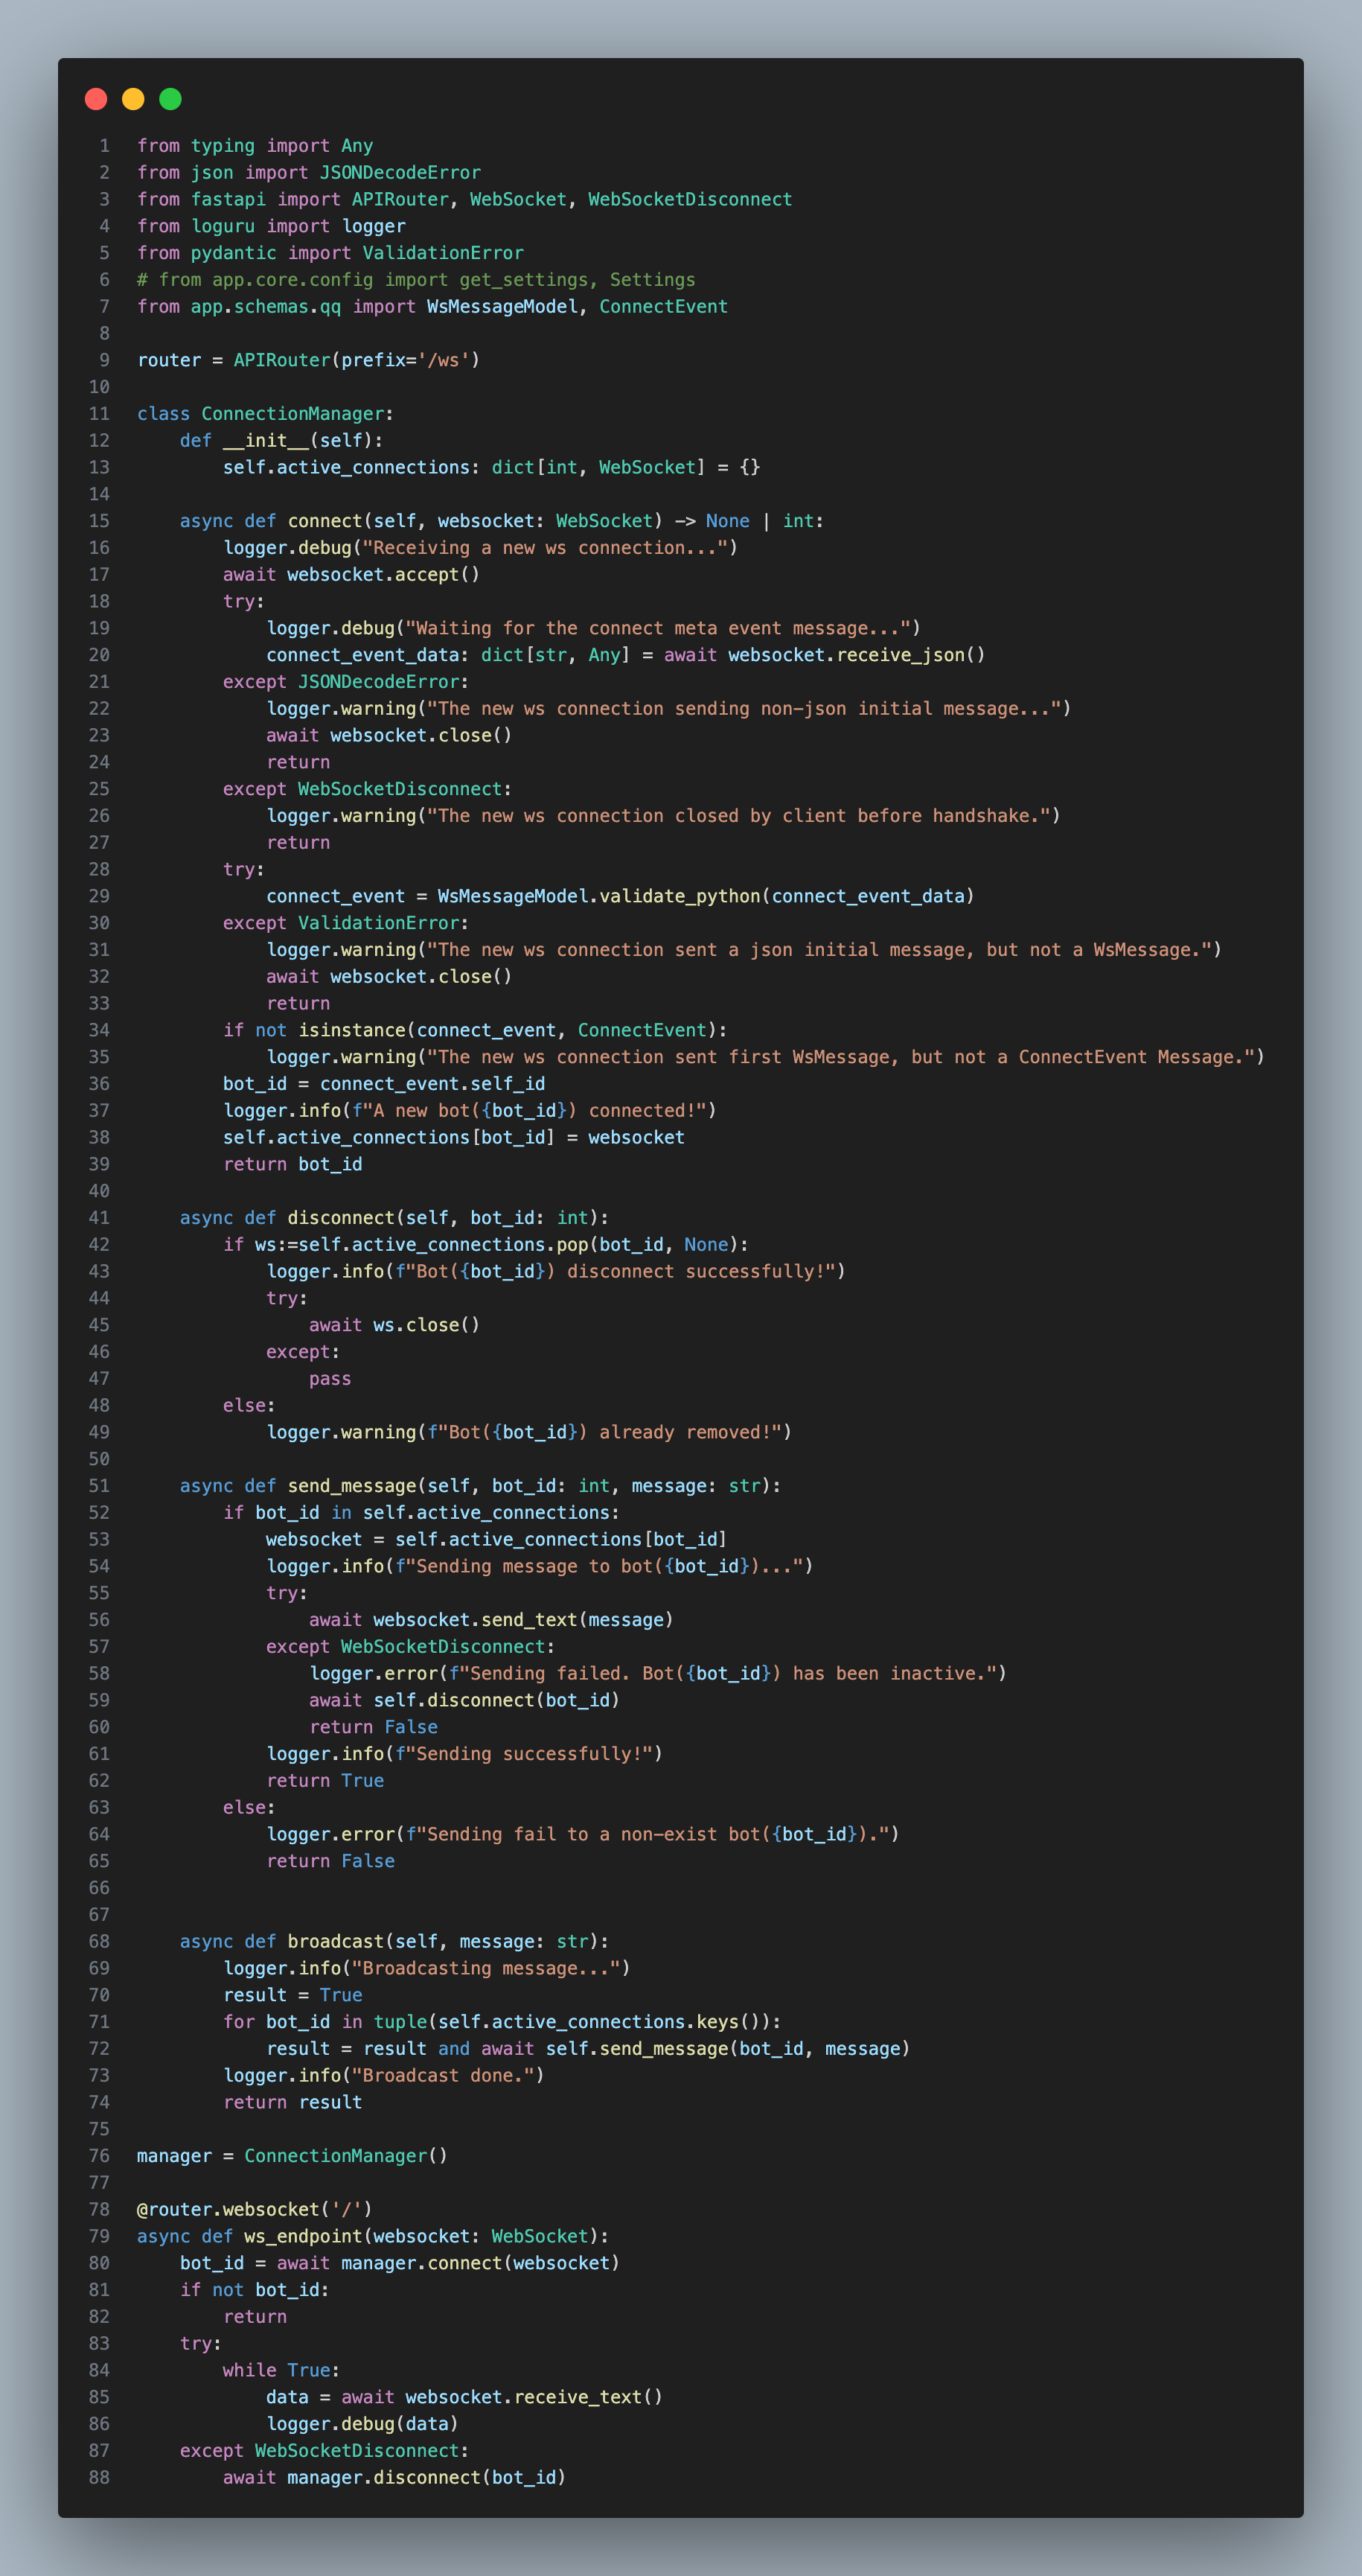 1 from typing import Any
2 from json import JSONDecodeError
3 from fastapi import APIRouter, WebSocket, WebSocketDisconnect
4 from loguru import logger
5 from pydantic import ValidationError
6 # from app.core.config import get_settings, Settings
7 from app.schemas.qq import WsMessageModel, ConnectEvent
8
9 router = APIRouter(prefix='/ws')
10
11 class ConnectionManager:
12     def __init__(self):
13         self.active_connections: dict[int, WebSocket] = {}
14
15     async def connect(self, websocket: WebSocket) -> None | int:
16         logger.debug("Receiving a new ws connection...")
17         await websocket.accept()
18         try:
19             logger.debug("Waiting for the connect meta event message...")
20             connect_event_data: dict[str, Any] = await websocket.receive_json()
21         except JSONDecodeError:
22             logger.warning("The new ws connection sending non-json initial message...")
23             await websocket.close()
24             return
25         except WebSocketDisconnect:
26             logger.warning("The new ws connection closed by client before handshake.")
27             return
28         try:
29             connect_event = WsMessageModel.validate_python(connect_event_data)
30         except ValidationError:
31             logger.warning("The new ws connection sent a json initial message, but not a WsMessage.")
32             await websocket.close()
33             return
34         if not isinstance(connect_event, ConnectEvent):
35             logger.warning("The new ws connection sent first WsMessage, but not a ConnectEvent Message.")
36         bot_id = connect_event.self_id
37         logger.info(f"A new bot({bot_id}) connected!")
38         self.active_connections[bot_id] = websocket
39         return bot_id
40
41     async def disconnect(self, bot_id: int):
42         if ws:=self.active_connections.pop(bot_id, None):
43             logger.info(f"Bot({bot_id}) disconnect successfully!")
44             try:
45                 await ws.close()
46             except:
47                 pass
48         else:
49             logger.warning(f"Bot({bot_id}) already removed!")
50
51     async def send_message(self, bot_id: int, message: str):
52         if bot_id in self.active_connections:
53             websocket = self.active_connections[bot_id]
54             logger.info(f"Sending message to bot({bot_id})...")
55             try:
56                 await websocket.send_text(message)
57             except WebSocketDisconnect:
58                 logger.error(f"Sending failed. Bot({bot_id}) has been inactive.")
59                 await self.disconnect(bot_id)
60                 return False
61             logger.info(f"Sending successfully!")
62             return True
63         else:
64             logger.error(f"Sending fail to a non-exist bot({bot_id}).")
65             return False
66
67
68     async def broadcast(self, message: str):
69         logger.info("Broadcasting message...")
70         result = True
71         for bot_id in tuple(self.active_connections.keys()):
72             result = result and await self.send_message(bot_id, message)
73         logger.info("Broadcast done.")
74         return result
75
76 manager = ConnectionManager()
77
78 @router.websocket('/')
79 async def ws_endpoint(websocket: WebSocket):
80     bot_id = await manager.connect(websocket)
81     if not bot_id:
82         return
83     try:
84         while True:
85             data = await websocket.receive_text()
86             logger.debug(data)
87     except WebSocketDisconnect:
88         await manager.disconnect(bot_id)